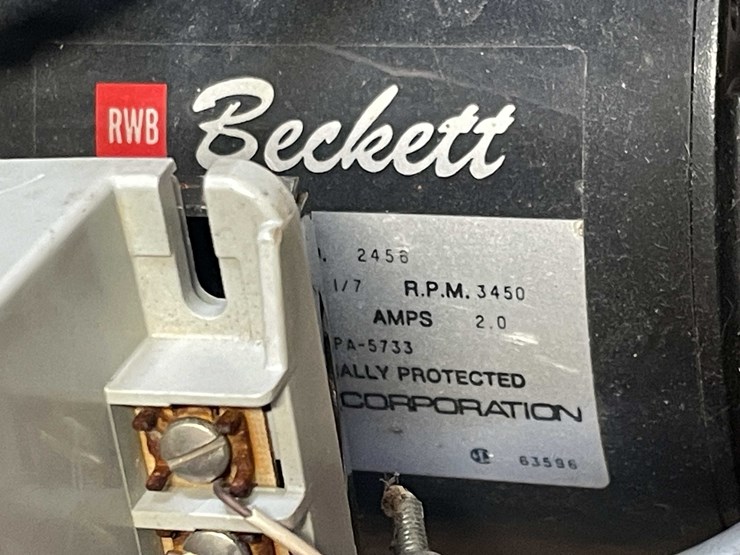 RWB Beckett
2456
1/7 R.P.M. 3450
AMPS 2.0
PA-5733
ALLY PROTECTED
CORPORATION
63596